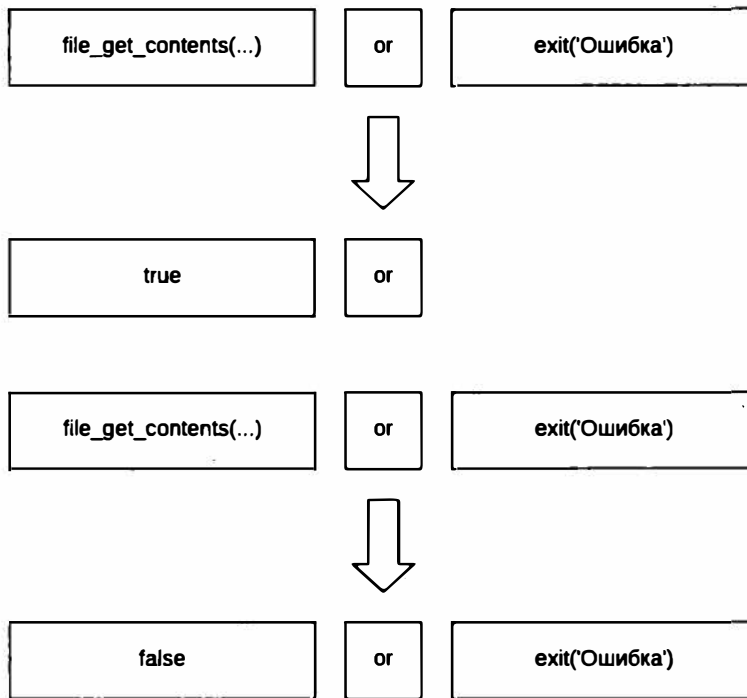 file_get_contents(...) or exit('Ошибка')
true or
file_get_contents(...) or exit('Ошибка')
false or exit('Ошибка')